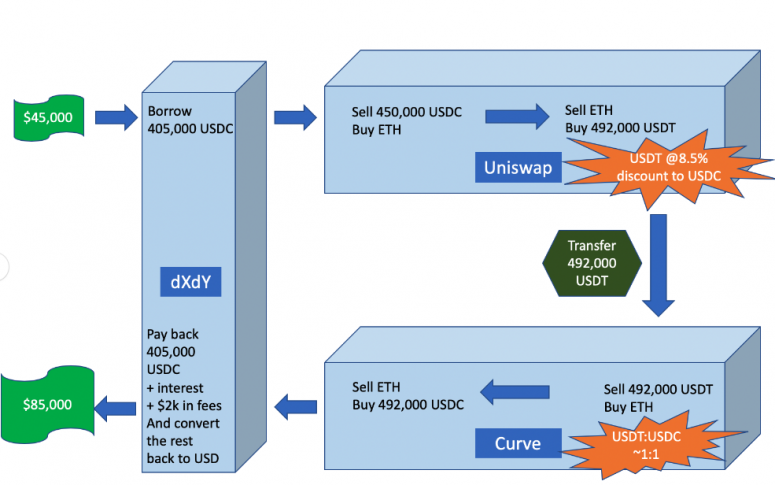 $45,000
Borrow
405,000 USDC
Sell 450,000 USDC
Buy ETH
Sell ETH
Buy 492,000 USDT
Uniswap
USDT @8.5%
discount to USDC
Transfer
492,000
USDT
dXdY
Pay back
405,000
USDC
+ interest
+ $2k in fees
And convert
the rest
back to USD
$85,000
Sell ETH
Buy 492,000 USDC
Sell 492,000 USDT
Buy ETH
Curve
USDT:USDC
~1:1